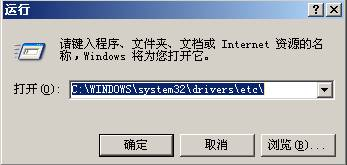 运行
请键入程序、文件夹、文档或 Internet 资源的名
称，Windows 将为您打开它。
打开(O): C:\WINDOWS\system32\drivers\etc\
确定 取消 浏览(B)...